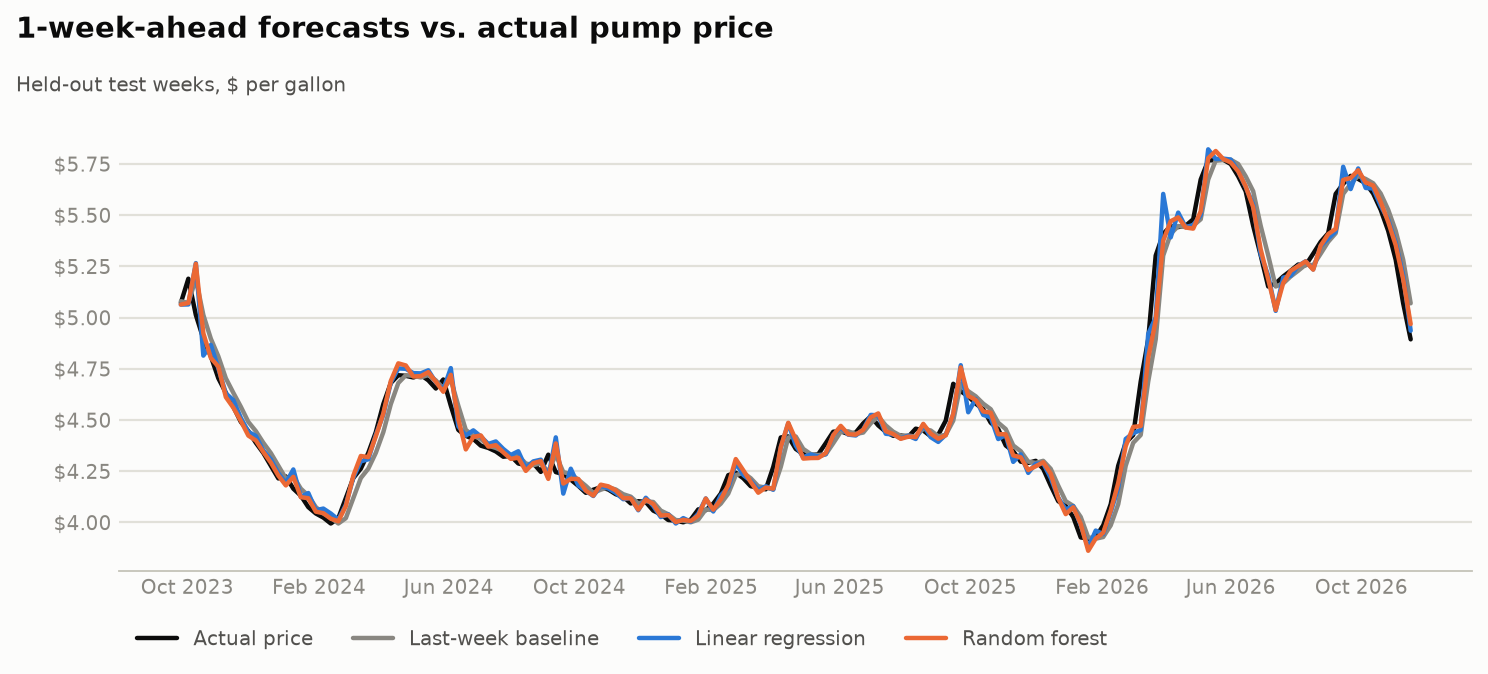 1-week-ahead forecasts vs. actual pump price
Held-out test weeks, $ per gallon
$5.75
$5.50
$5.25
$5.00
$4.75
$4.50
$4.25
$4.00
Oct 2023 Feb 2024 Jun 2024 Oct 2024 Feb 2025 Jun 2025 Oct 2025 Feb 2026 Jun 2026 Oct 2026
Actual price Last-week baseline Linear regression Random forest